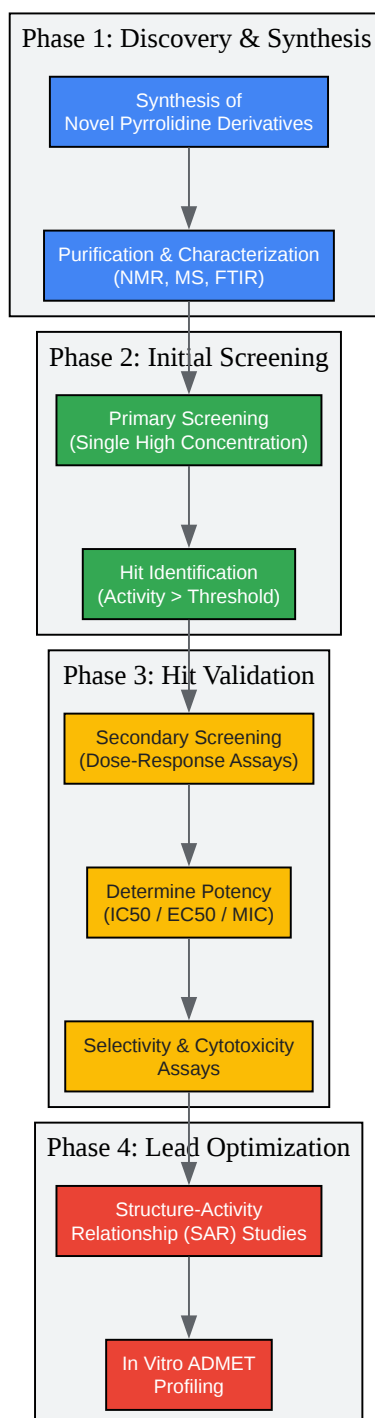 Phase 1: Discovery & Synthesis
Synthesis of
Novel Pyrrolidine Derivatives
Purification & Characterization
(NMR, MS, FTIR)
Phase 2: Initial Screening
Primary Screening
(Single High Concentration)
Hit Identification
(Activity > Threshold)
Phase 3: Hit Validation
Secondary Screening
(Dose-Response Assays)
Determine Potency
(IC50 / EC50 / MIC)
Selectivity & Cytotoxicity
Assays
Phase 4: Lead Optimization
Structure-Activity
Relationship (SAR) Studies
In Vitro ADMET
Profiling